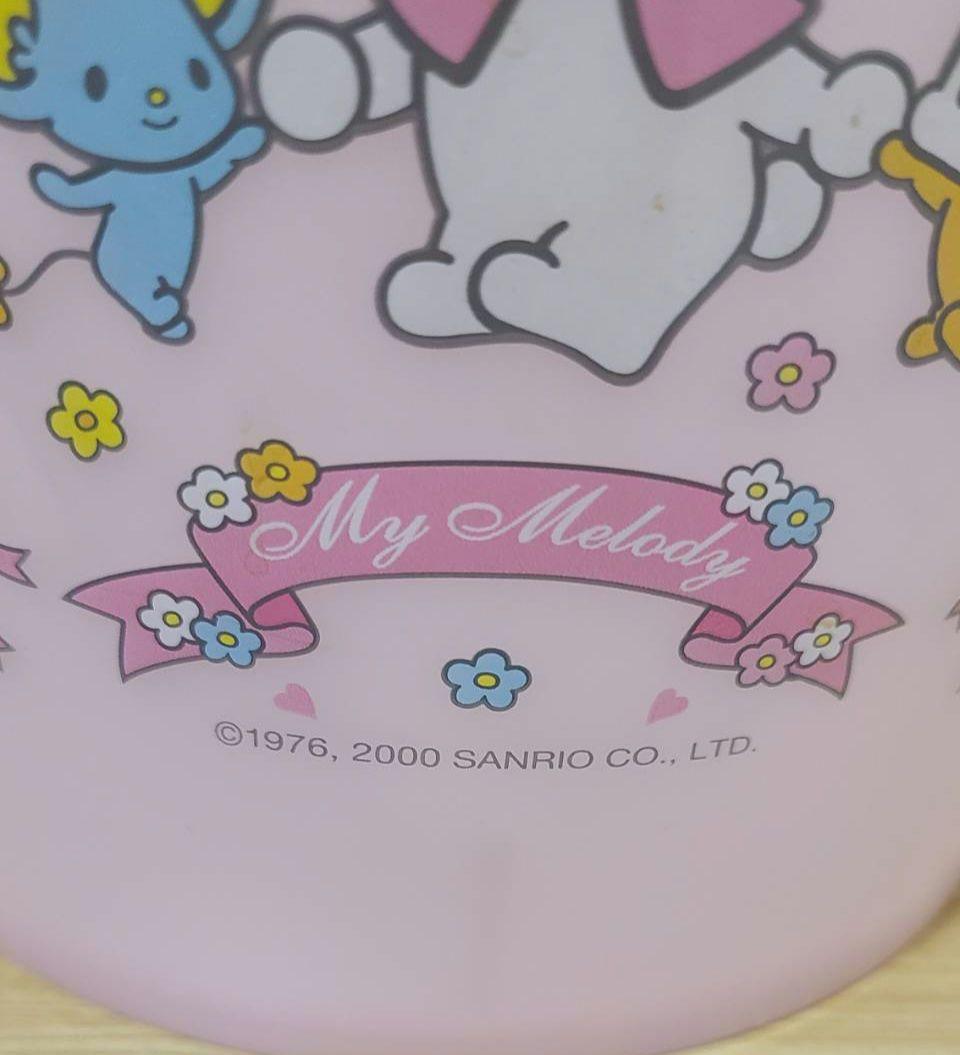 My Melody
©1976, 2000 SANRIO CO., LTD.